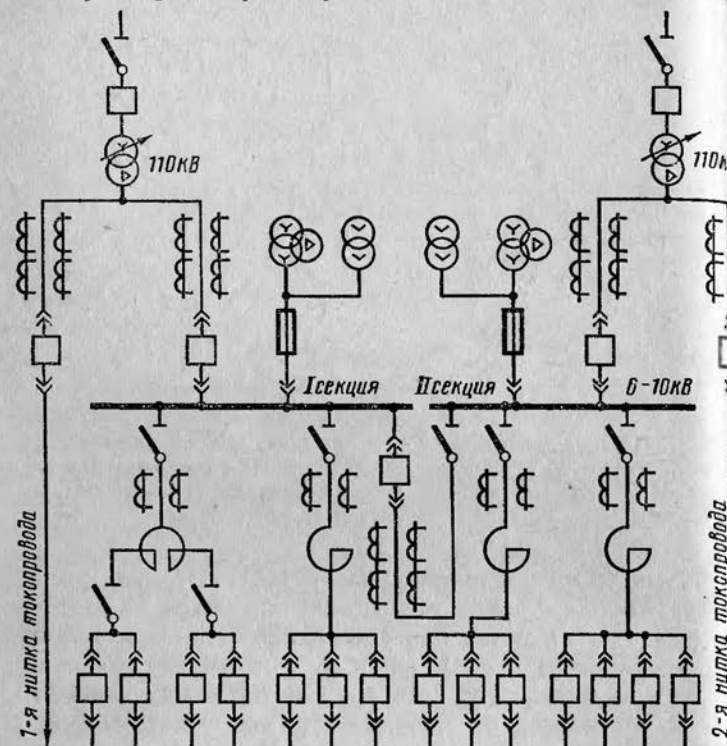 110кВ
110к
Iсекция
IIсекция
6-10кВ
1-я нитка токопровода
2-я нитка токопровода